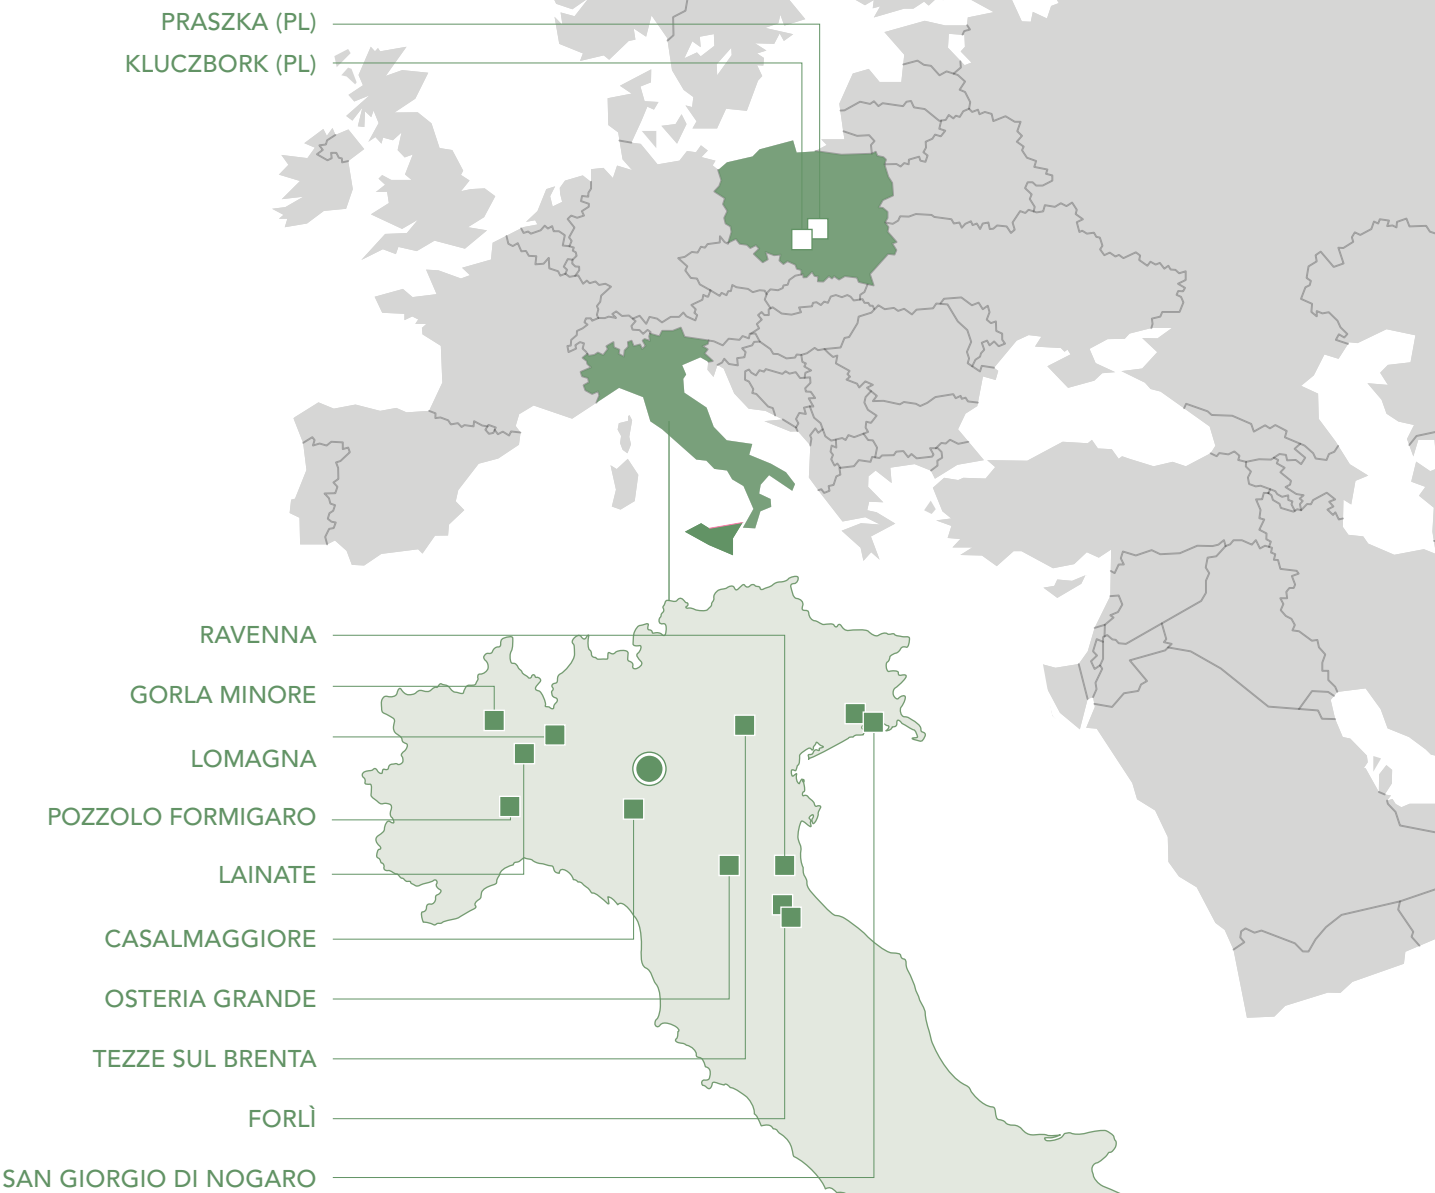 PRASZKA (PL)
KLUCZBORK (PL)
RAVENNA
GORLA MINORE
LOMAGNA
POZZOLO FORMIGARO
LAINATE
CASALMAGGIORE
OSTERIA GRANDE
TEZZE SUL BRENTA
FORLÌ
SAN GIORGIO DI NOGARO